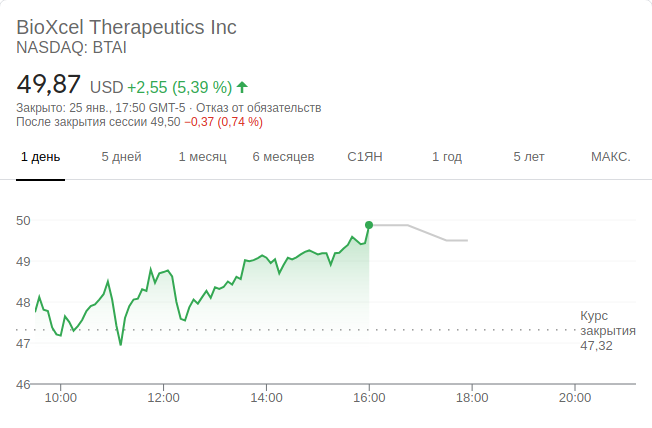 BioXcel Therapeutics Inc
NASDAQ: BTAI
49,87 USD +2,55 (5,39 %)
Закрыто: 25 янв., 17:50 GMT-5 · Отказ от обязательств
После закрытия сессии 49,50 −0,37 (0,74 %)
1 день 5 дней 1 месяц 6 месяцев С1ЯН 1 год 5 лет МАКС.
50
49
48
Курс
закрытия
47,32
47
46
10:00 12:00 14:00 16:00 18:00 20:00